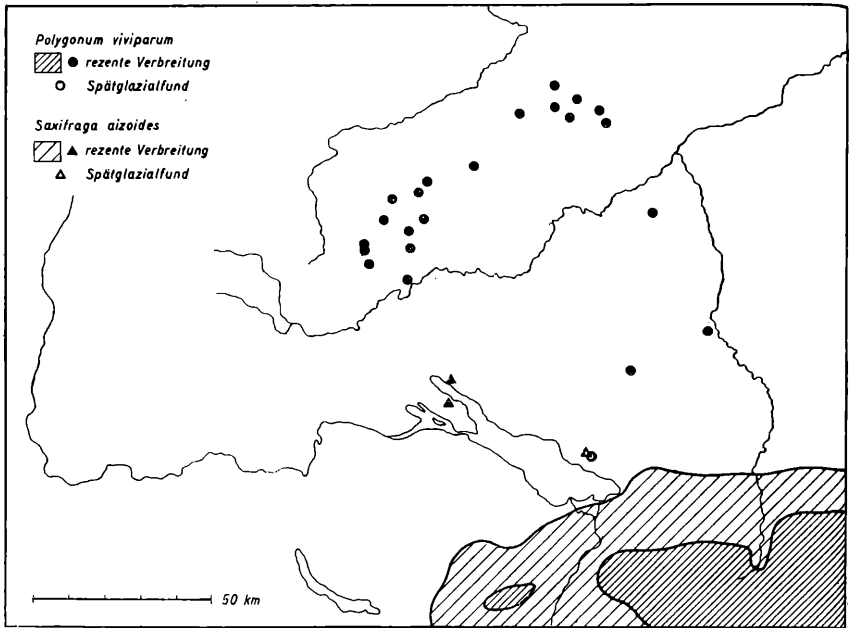 Polygonum viviparum
rezente Verbreitung
Spätglazialfund
Saxifraga aizoides
rezente Verbreitung
Spätglazialfund
50 km